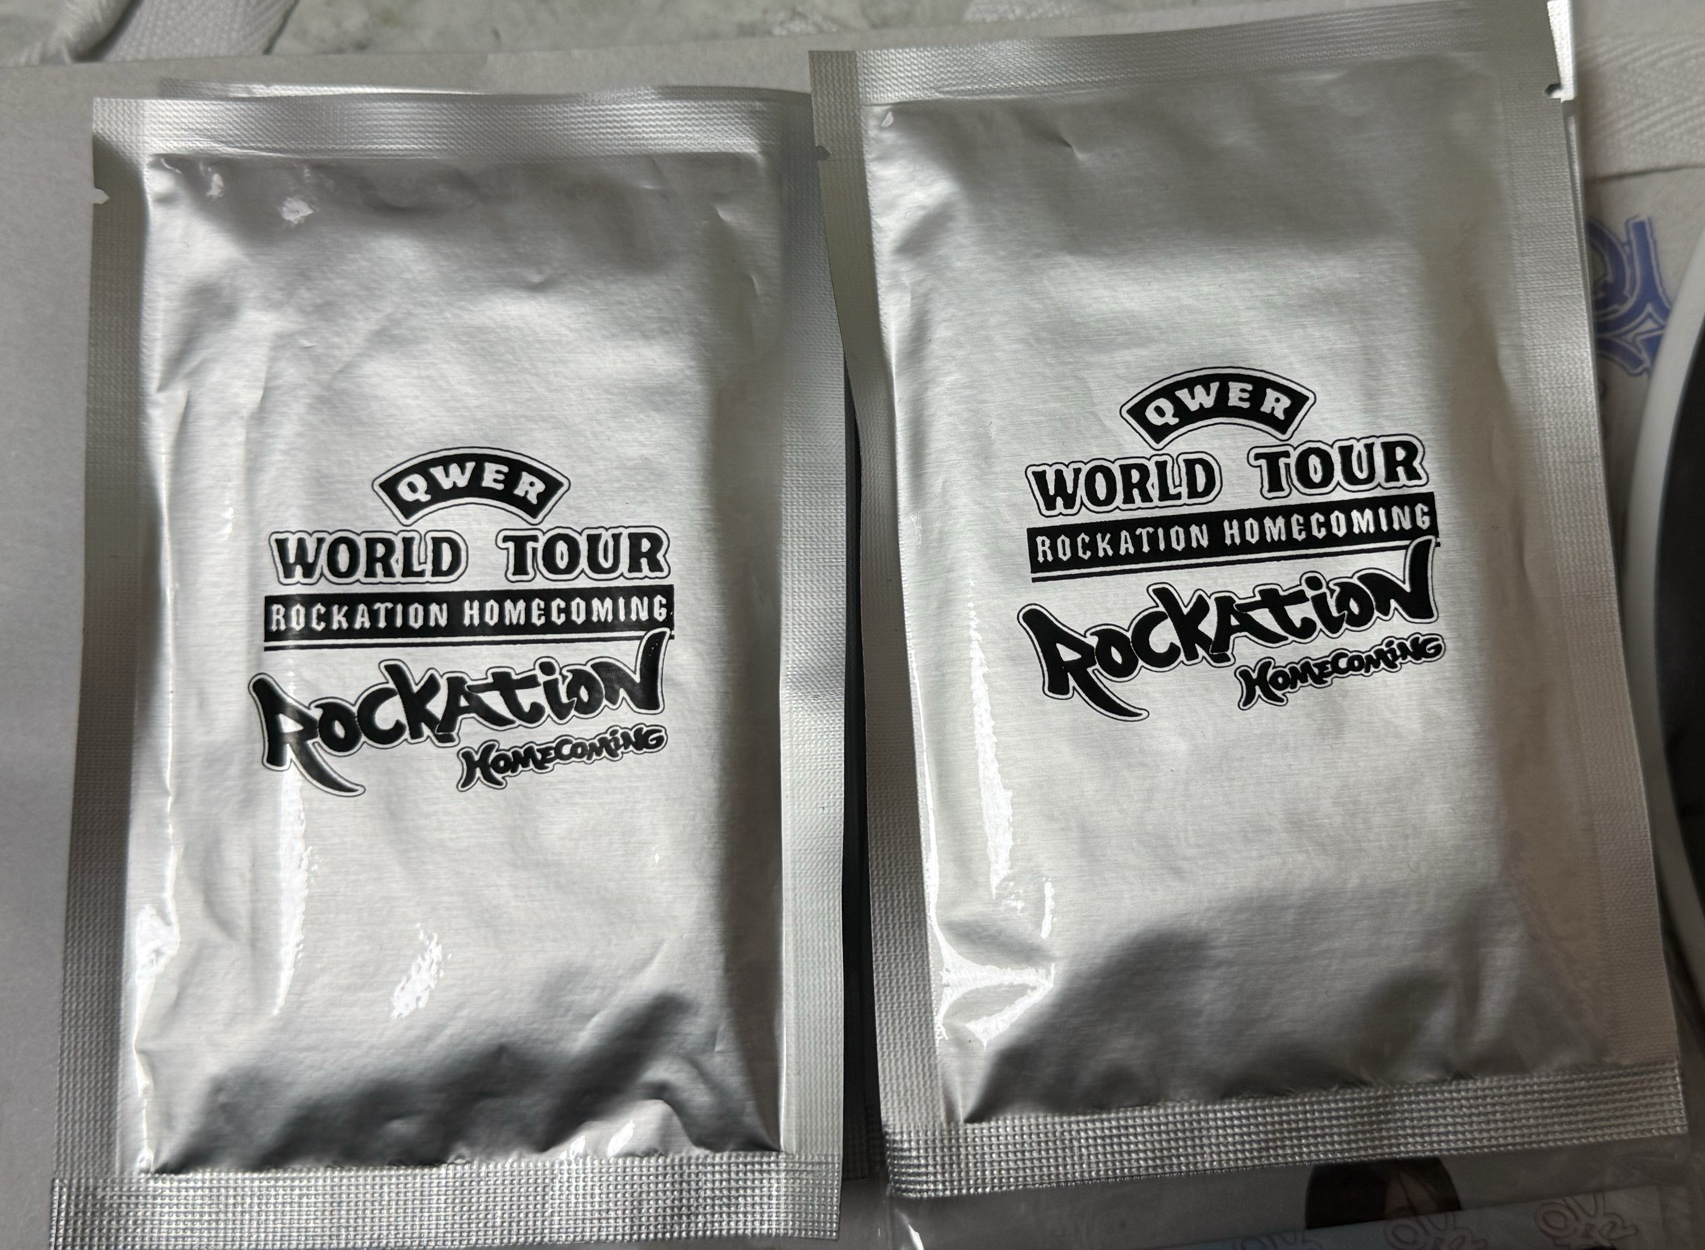 QWER
WORLD TOUR
ROCKATION HOMECOMING
ROCKATION
HOMECOMING
QWER
WORLD TOUR
ROCKATION HOMECOMING
ROCKATION
HOMECOMING